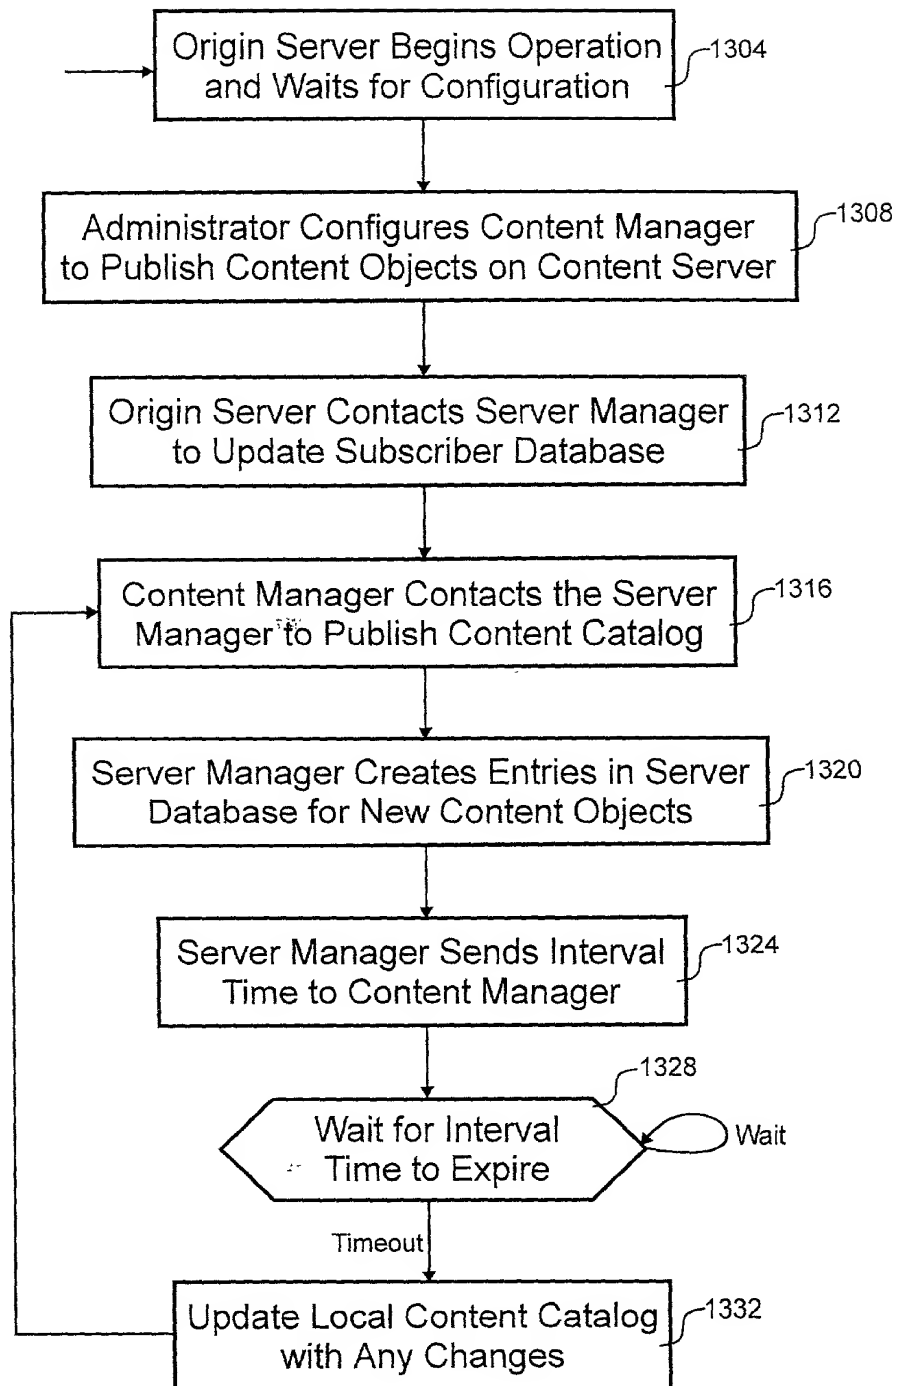 Origin Server Begins Operation
and Waits for Configuration
1304
Administrator Configures Content Manager
to Publish Content Objects on Content Server
1308
Origin Server Contacts Server Manager
to Update Subscriber Database
1312
Content Manager Contacts the Server
Manager to Publish Content Catalog
1316
Server Manager Creates Entries in Server
Database for New Content Objects
1320
Server Manager Sends Interval
Time to Content Manager
1324
Wait for Interval
Time to Expire
1328
Wait
Timeout
Update Local Content Catalog
with Any Changes
1332